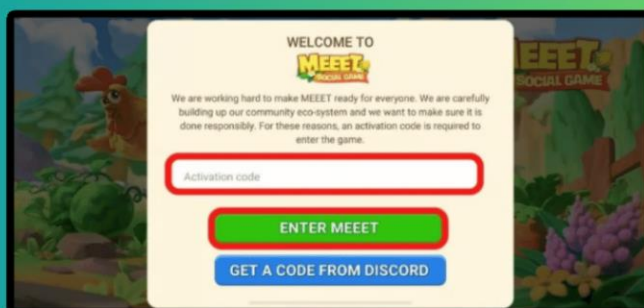 WELCOME TO
MEEET
SOCIAL GAME
We are working hard to make MEEET ready for everyone. We are carefully
building up our community eco-system and we want to make sure it is
done responsibly. For these reasons, an activation code is required to
enter the game.
Activation code
ENTER MEEET
GET A CODE FROM DISCORD
EEET
SOCIAL GAME